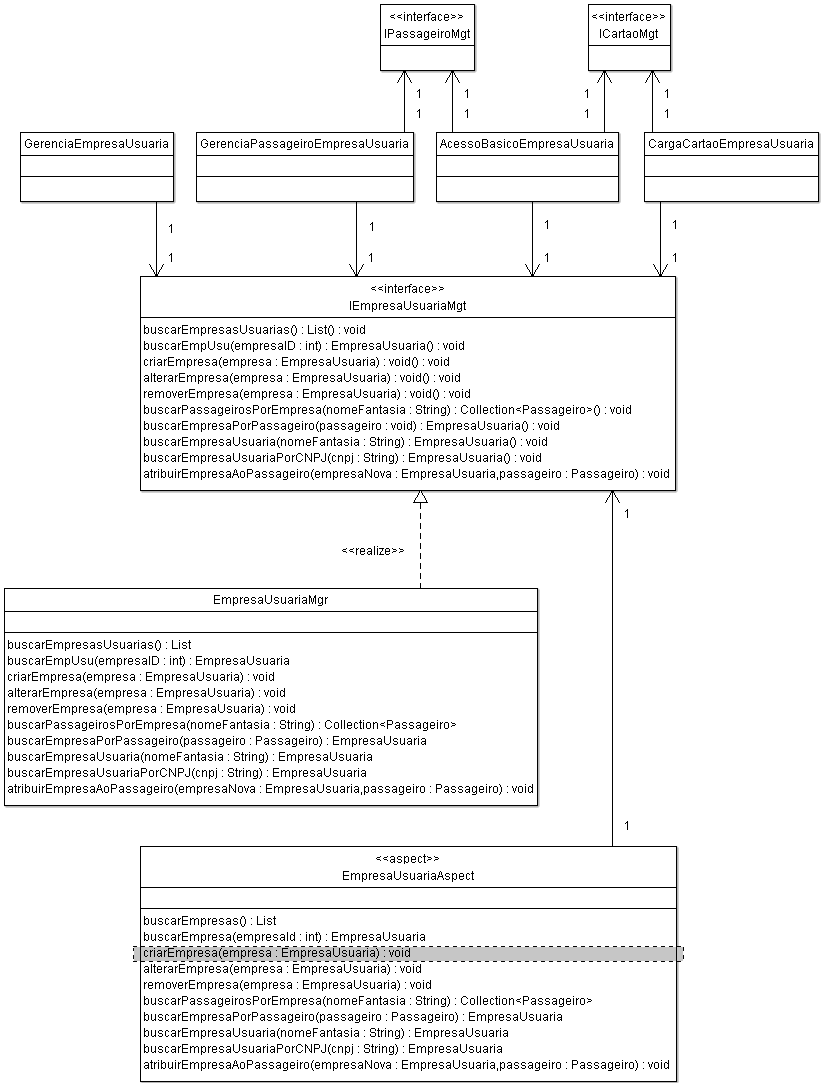 <<interface>>
IPassageiroMgt
<<interface>>
ICartaoMgt
1
1
1
1
1
1
1
1
GerenciaEmpresaUsuaria
GerenciaPassageiroEmpresaUsuaria
AcessoBasicoEmpresaUsuaria
CargaCartaoEmpresaUsuaria
1
1
1
1
1
1
1
1
<<interface>>
IEmpresaUsuariaMgt
buscarEmpresasUsuarias() : List() : void
buscarEmpUsu(empresaID : int) : EmpresaUsuaria() : void
criarEmpresa(empresa : EmpresaUsuaria) : void() : void
alterarEmpresa(empresa : EmpresaUsuaria) : void() : void
removerEmpresa(empresa : EmpresaUsuaria) : void() : void
buscarPassageirosPorEmpresa(nomeFantasia : String) : Collection<Passageiro>() : void
buscarEmpresaPorPassageiro(passageiro : void) : EmpresaUsuaria() : void
buscarEmpresaUsuaria(nomeFantasia : String) : EmpresaUsuaria() : void
buscarEmpresaUsuariaPorCNPJ(cnpj : String) : EmpresaUsuaria() : void
atribuirEmpresaAoPassageiro(empresaNova : EmpresaUsuaria,passageiro : Passageiro) : void
1
<<realize>>
EmpresaUsuariaMgr
buscarEmpresasUsuarias() : List
buscarEmpUsu(empresaID : int) : EmpresaUsuaria
criarEmpresa(empresa : EmpresaUsuaria) : void
alterarEmpresa(empresa : EmpresaUsuaria) : void
removerEmpresa(empresa : EmpresaUsuaria) : void
buscarPassageirosPorEmpresa(nomeFantasia : String) : Collection<Passageiro>
buscarEmpresaPorPassageiro(passageiro : Passageiro) : EmpresaUsuaria
buscarEmpresaUsuaria(nomeFantasia : String) : EmpresaUsuaria
buscarEmpresaUsuariaPorCNPJ(cnpj : String) : EmpresaUsuaria
atribuirEmpresaAoPassageiro(empresaNova : EmpresaUsuaria,passageiro : Passageiro) : void
1
<<aspect>>
EmpresaUsuariaAspect
buscarEmpresas() : List
buscarEmpresa(empresaId : int) : EmpresaUsuaria
criarEmpresa(empresa : EmpresaUsuaria) : void
alterarEmpresa(empresa : EmpresaUsuaria) : void
removerEmpresa(empresa : EmpresaUsuaria) : void
buscarPassageirosPorEmpresa(nomeFantasia : String) : Collection<Passageiro>
buscarEmpresaPorPassageiro(passageiro : Passageiro) : EmpresaUsuaria
buscarEmpresaUsuaria(nomeFantasia : String) : EmpresaUsuaria
buscarEmpresaUsuariaPorCNPJ(cnpj : String) : EmpresaUsuaria
atribuirEmpresaAoPassageiro(empresaNova : EmpresaUsuaria,passageiro : Passageiro) : void